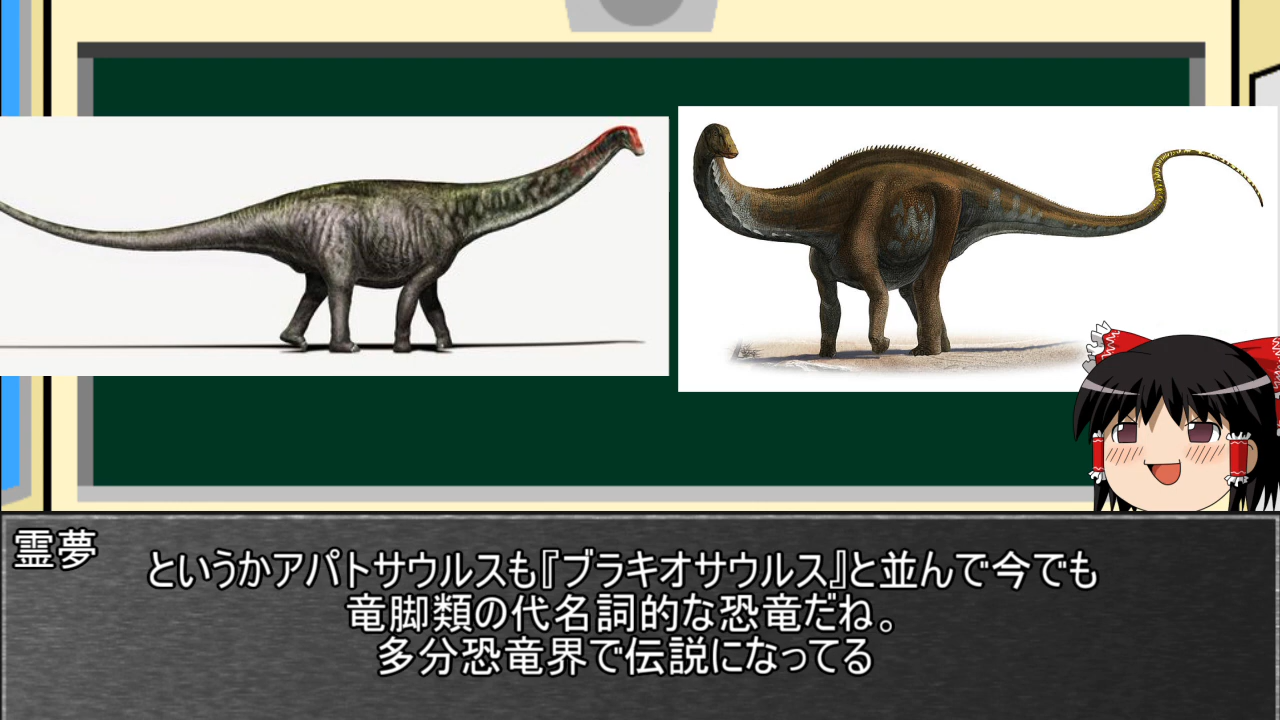 霊夢
というかアパトサウルスも『ブラキオサウルス』と並んで今でも
竜脚類の代名詞的な恐竜だね。
多分恐竜界で伝説になってる